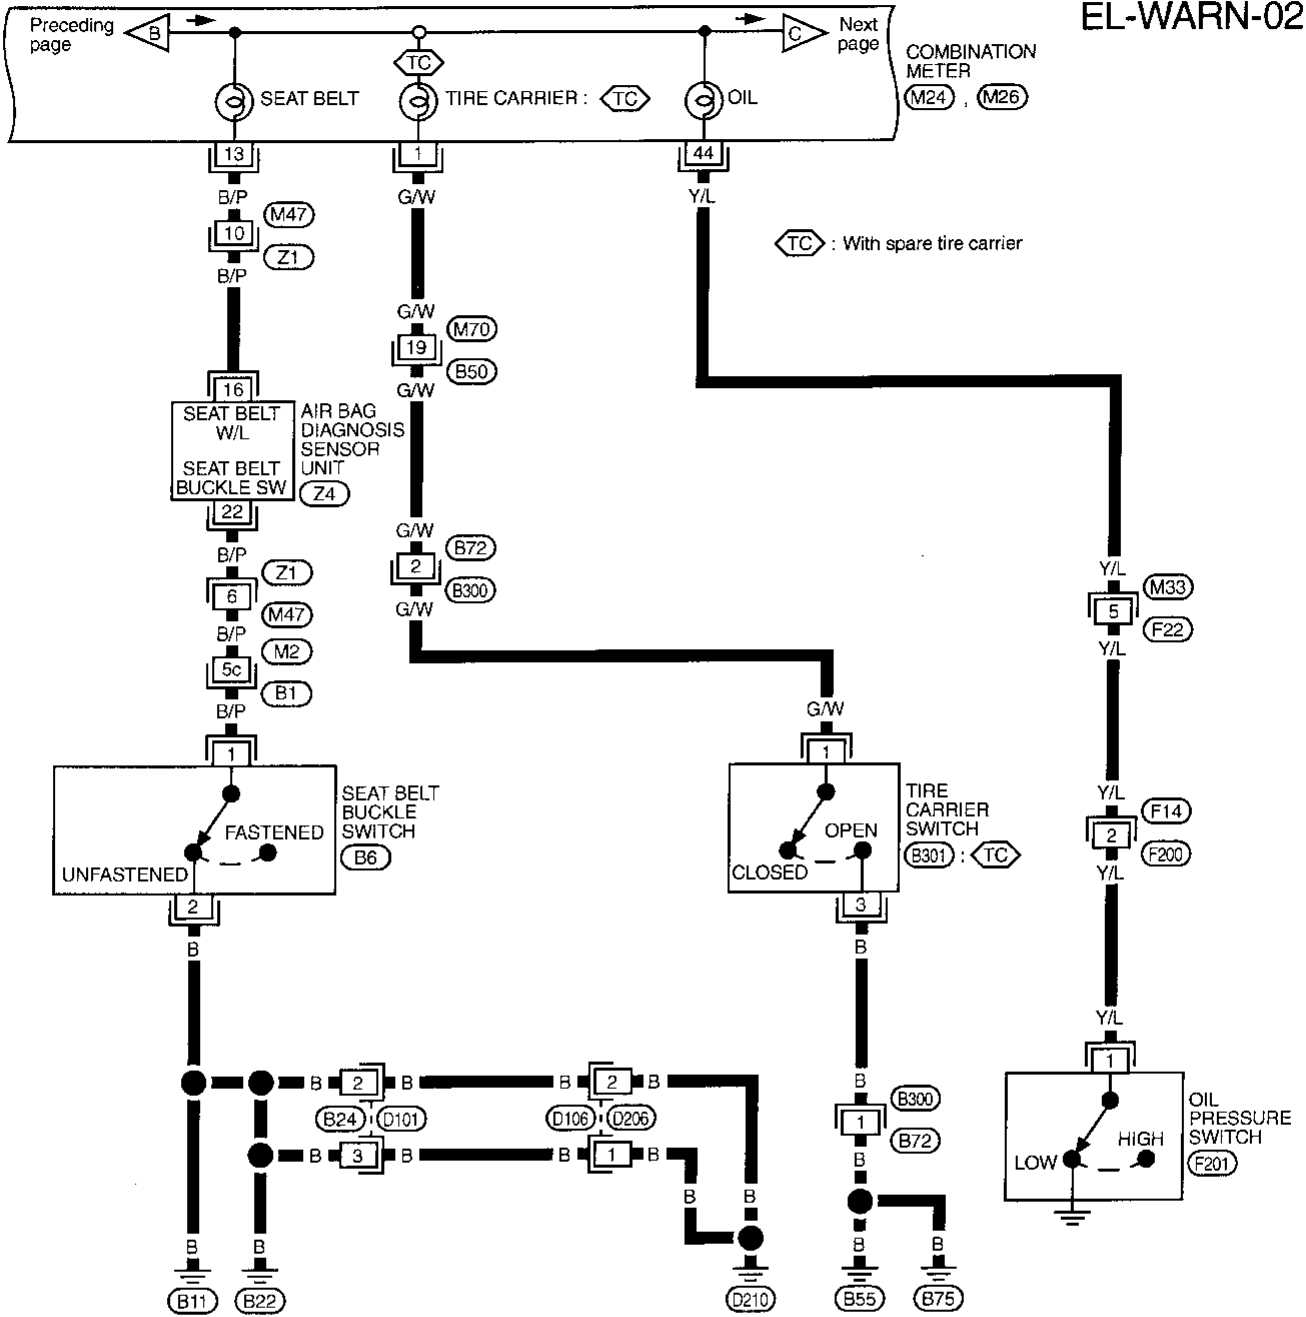 EL-WARN-02
Preceding
page
B
C
Next
page
COMBINATION
METER
M24 , M26
TC
SEAT BELT
TIRE CARRIER : TC
OIL
13
1
44
B/P
G/W
Y/L
M47
10
Z1
B/P
TC : With spare tire carrier
G/W
M70
19
B50
G/W
16
SEAT BELT
W/L
SEAT BELT
BUCKLE SW
AIR BAG
DIAGNOSIS
SENSOR
UNIT
Z4
22
B/P
Z1
6
M47
B/P
M2
5c
B1
B/P
1
G/W
B72
2
B300
G/W
Y/L
M33
5
F22
Y/L
G/W
1
SEAT BELT
BUCKLE
SWITCH
B6
FASTENED
UNFASTENED
2
B
TIRE
CARRIER
SWITCH
B301 : TC
OPEN
CLOSED
3
B
Y/L
F14
2
F200
Y/L
Y/L
1
OIL
PRESSURE
SWITCH
F201
HIGH
LOW
B 2 B
B 2 B
B24 D101
D106 D206
B 3 B
B 1 B
B
B300
1
B72
B
B
B
B
B
B
B
B11
B22
D210
B55
B75